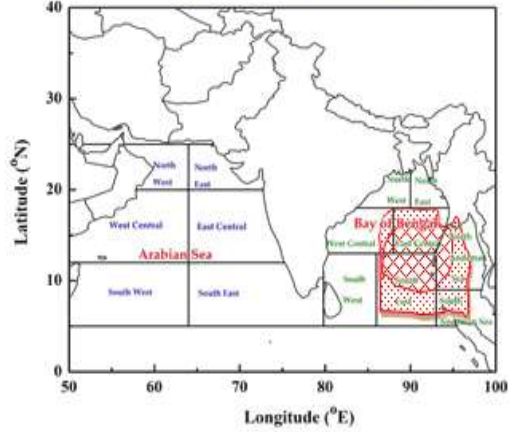 40
30
20
10
0
50
60
70
80
90
100
Latitude (°N)
Longitude (°E)
North
West
North
East
West Central
East Central
Arabian Sea
South West
South East
North
West
North
East
Bay of Bengal
West Central
East Central
South
West
East
South